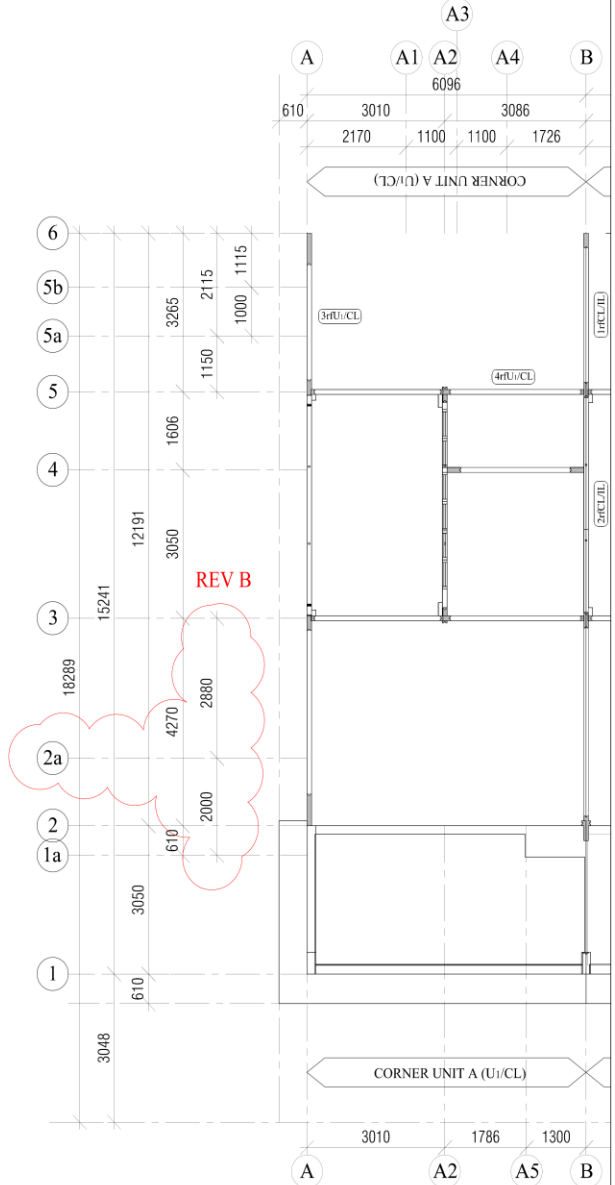 A3
A
A1
A2
A4
B
6096
610
3010
3086
2170
1100
1100
1726
CORNER UNIT A (U1/CL)
6
5b
5a
5
4
3
2a
2
1a
1
1115
2115
3265
1000
1150
1606
12191
3050
15241
18289
REV B
2880
4270
2000
610
3050
610
3048
3rfU1/CL
4rfU1/CL
1rfCL/IL
2rfCL/IL
CORNER UNIT A (U1/CL)
3010
1786
1300
A
A2
A5
B